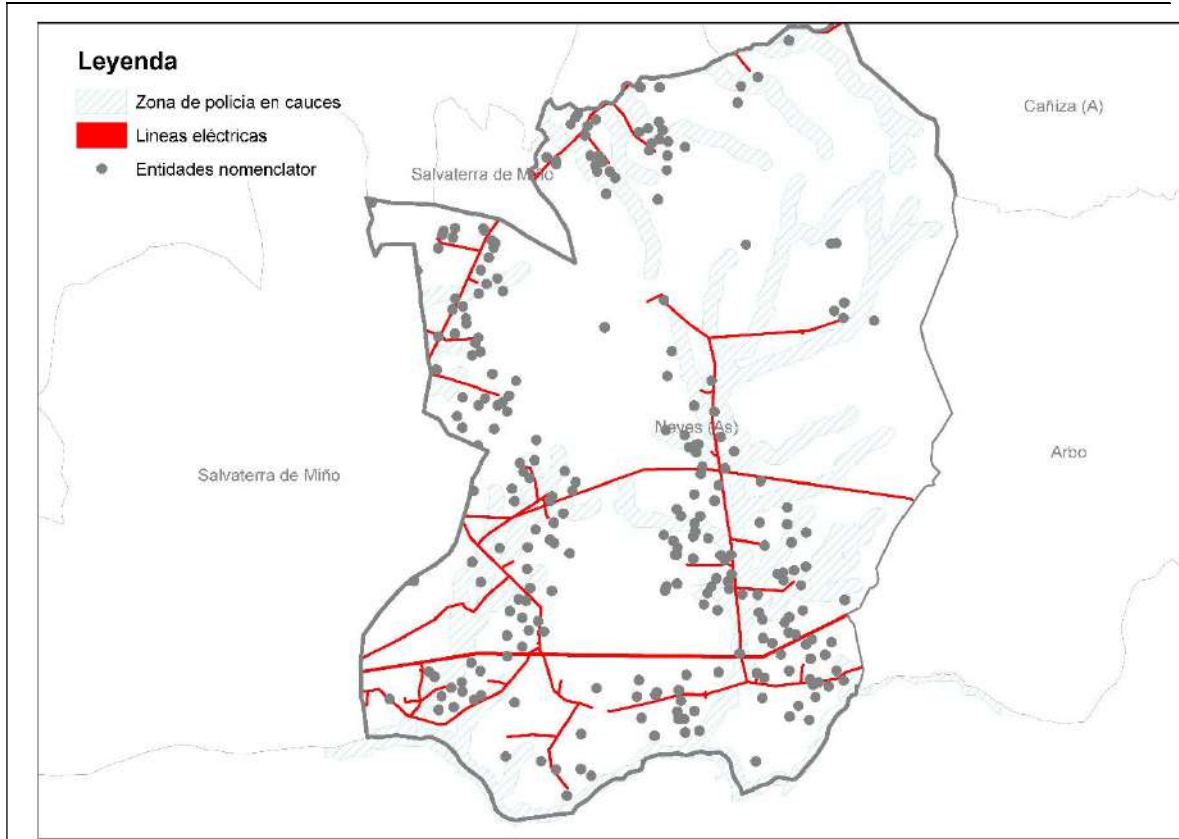 Leyenda
Zona de policia en cauces
Lineas eléctricas
Entidades nomenclator
Cañiza (A)
Salvaterra de Miño
Neves (As)
Arbo
Salvaterra de Miño